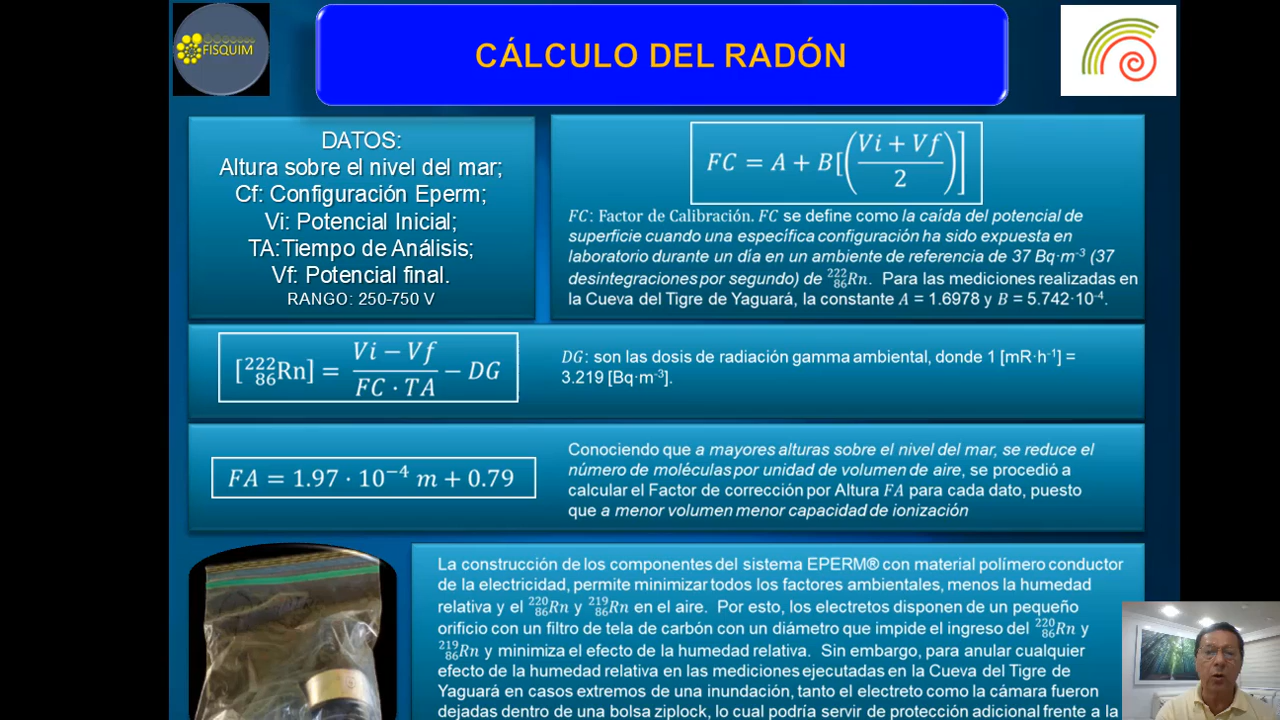 FISQUIM
CÁLCULO DEL RADÓN
DATOS:
Altura sobre el nivel del mar;
Cf: Configuración Eperm;
Vi: Potencial Inicial;
TA:Tiempo de Análisis;
Vf: Potencial final.
RANGO: 250-750 V
FC = A + B[(Vi + Vf / 2)]
FC: Factor de Calibración. FC se define como la caída del potencial de
superficie cuando una específica configuración ha sido expuesta en
laboratorio durante un día en un ambiente de referencia de 37 Bq·m⁻³ (37
desintegraciones por segundo) de ²²²₈₆Rn. Para las mediciones realizadas en
la Cueva del Tigre de Yaguará, la constante A = 1.6978 y B = 5.742·10⁻⁴.
[²²²₈₆Rn] = Vi − Vf / FC · TA − DG
DG: son las dosis de radiación gamma ambiental, donde 1 [mR·h⁻¹] =
3.219 [Bq·m⁻³].
FA = 1.97 · 10⁻⁴ m + 0.79
Conociendo que a mayores alturas sobre el nivel del mar, se reduce el
número de moléculas por unidad de volumen de aire, se procedió a
calcular el Factor de corrección por Altura FA para cada dato, puesto
que a menor volumen menor capacidad de ionización
La construcción de los componentes del sistema EPERM® con material polímero conductor
de la electricidad, permite minimizar todos los factores ambientales, menos la humedad
relativa y el ²²⁰₈₆Rn y ²¹⁹₈₆Rn en el aire. Por esto, los electretos disponen de un pequeño
orificio con un filtro de tela de carbón con un diámetro que impide el ingreso del ²²⁰₈₆Rn y
²¹⁹₈₆Rn y minimiza el efecto de la humedad relativa. Sin embargo, para anular cualquier
efecto de la humedad relativa en las mediciones ejecutadas en la Cueva del Tigre de
Yaguará en casos extremos de una inundación, tanto el electreto como la cámara fueron
dejadas dentro de una bolsa ziplock, lo cual podría servir de protección adicional frente a la